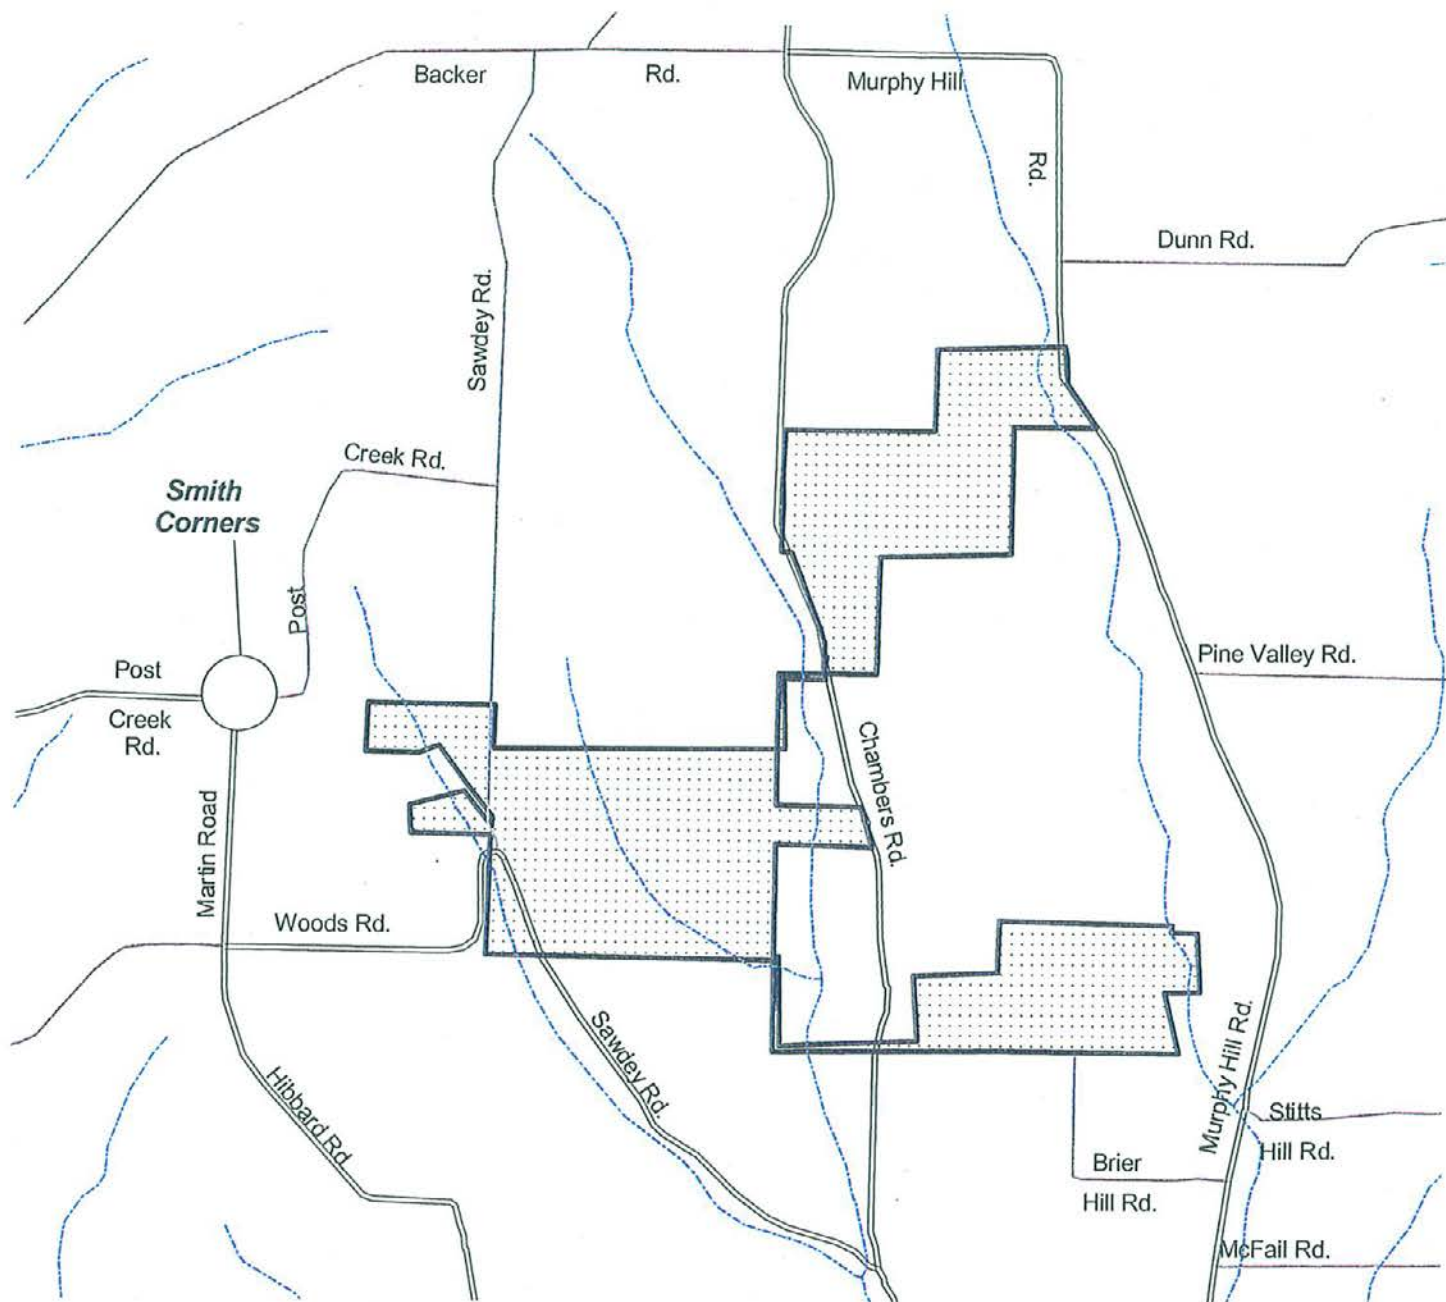 Backer
Rd.
Murphy Hill
Rd.
Dunn Rd.
Sawdey Rd.
Creek Rd.
Smith
Corners
Post
Post
Creek
Rd.
Pine Valley Rd.
Chambers Rd.
Martin Road
Woods Rd.
Sawdey Rd.
Hibbard Rd
Murphy Hill Rd.
Stitts
Hill Rd.
Brier
Hill Rd.
McFail Rd.